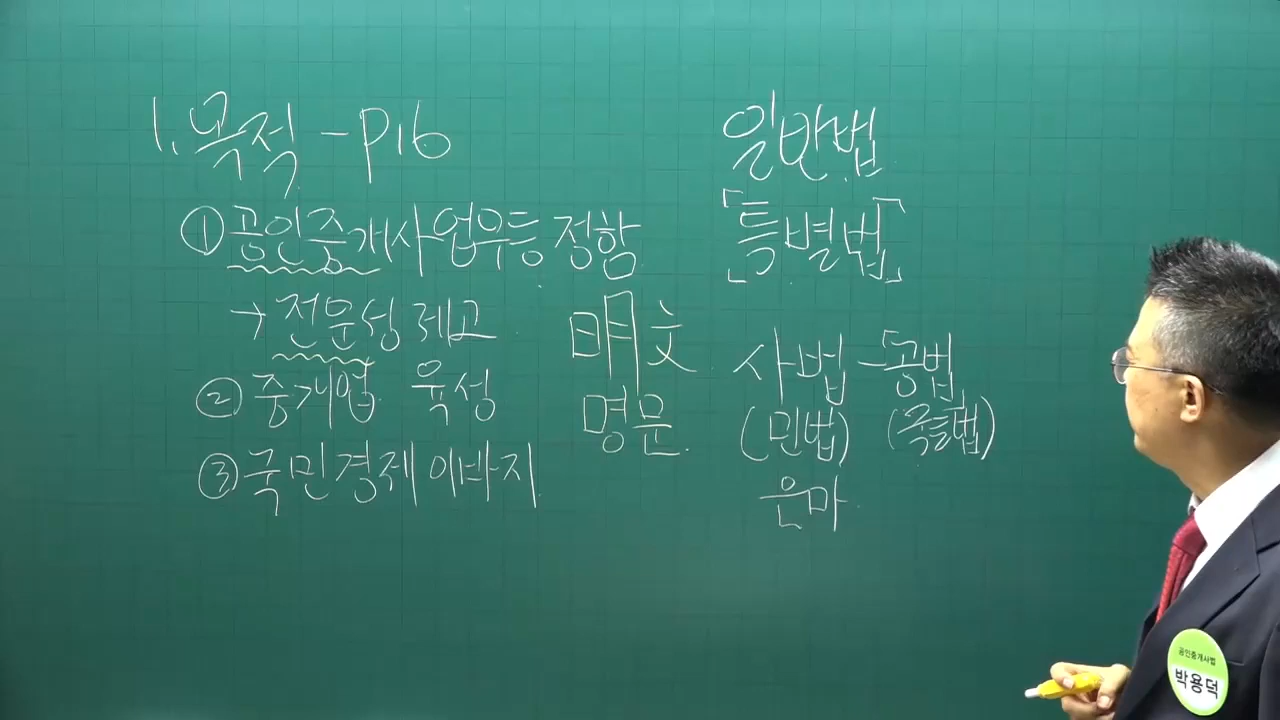 1. 목적 - P16
① 공인중개사 업무등 정함
→ 전문성 제고
② 중개업 육성
③ 국민경제 이바지
明文
명문
일반법
「특별법」
사법 - 「공법
(민법) (특별법)
은마
공인중개사법
박용덕